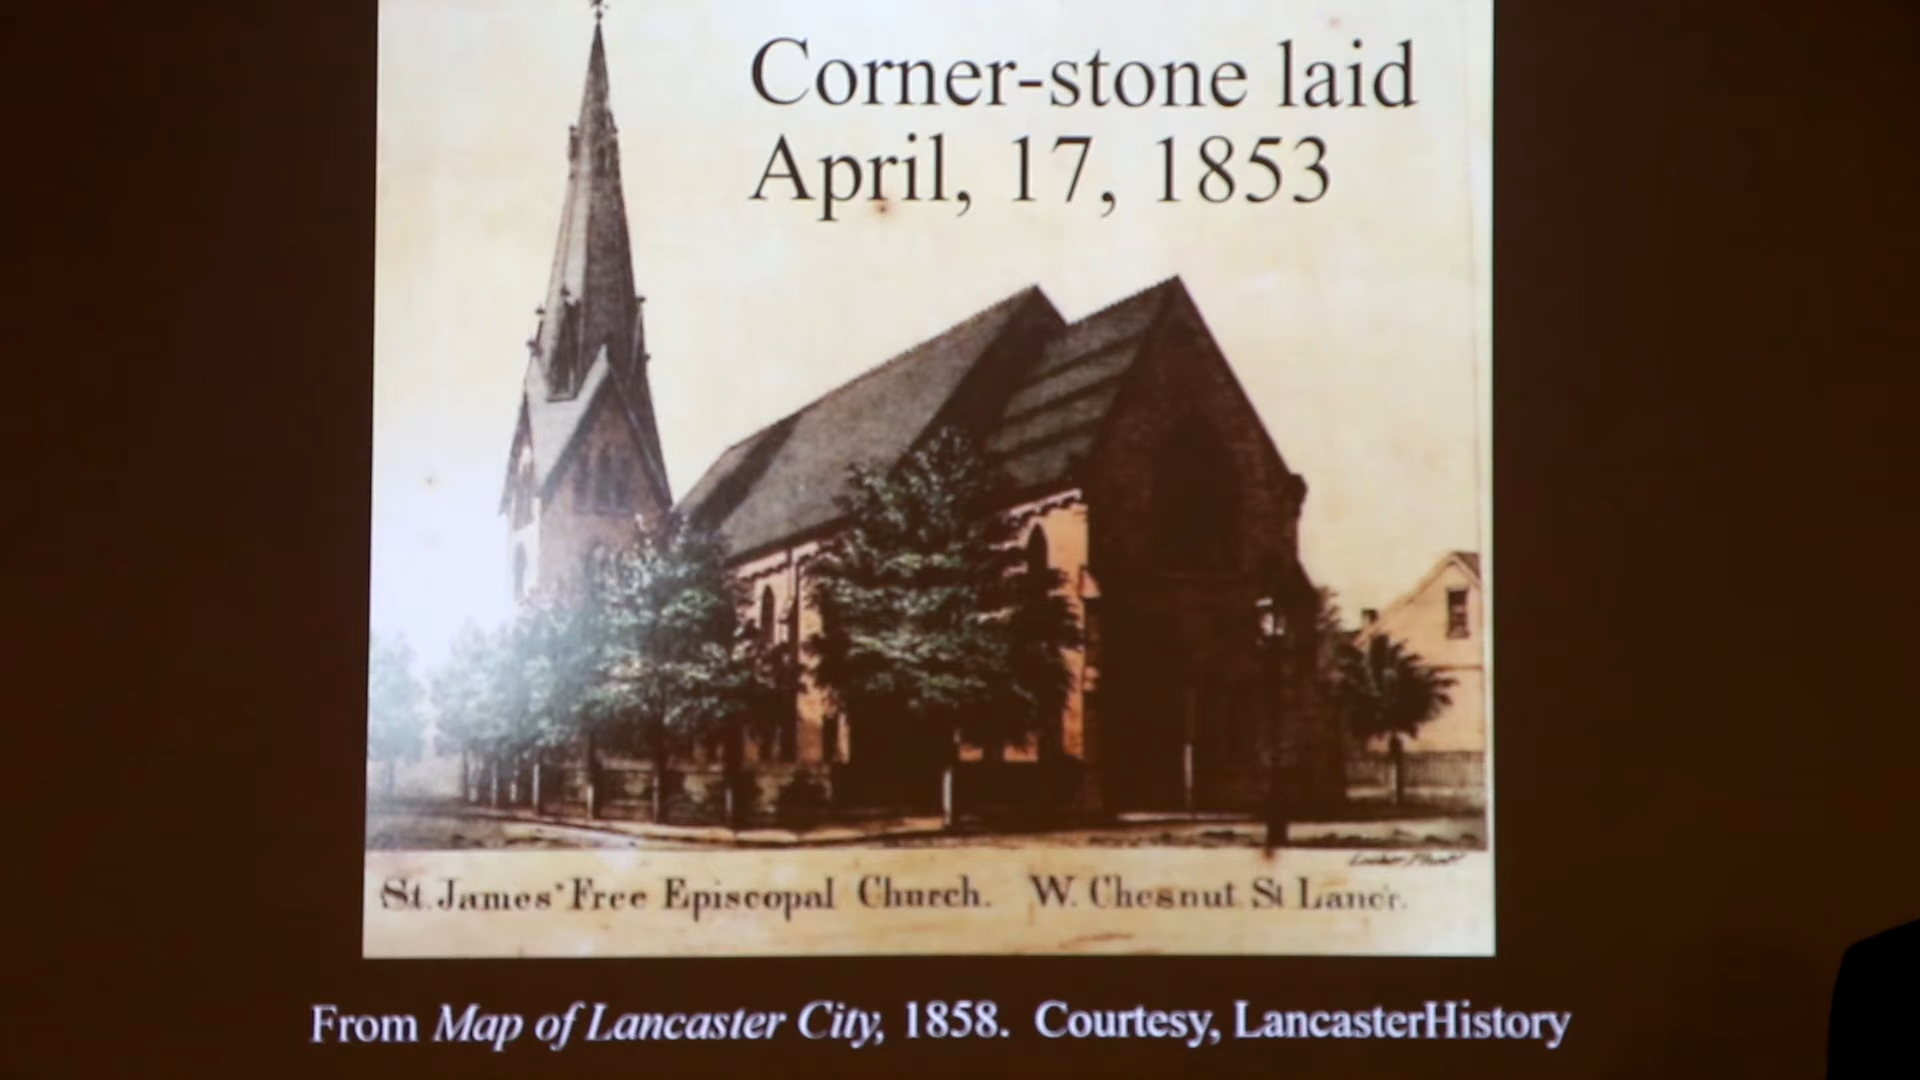 Corner-stone laid
April, 17, 1853
St. James' Free Episcopal Church. W. Chesnut St Lanc'r.
From Map of Lancaster City, 1858. Courtesy, LancasterHistory